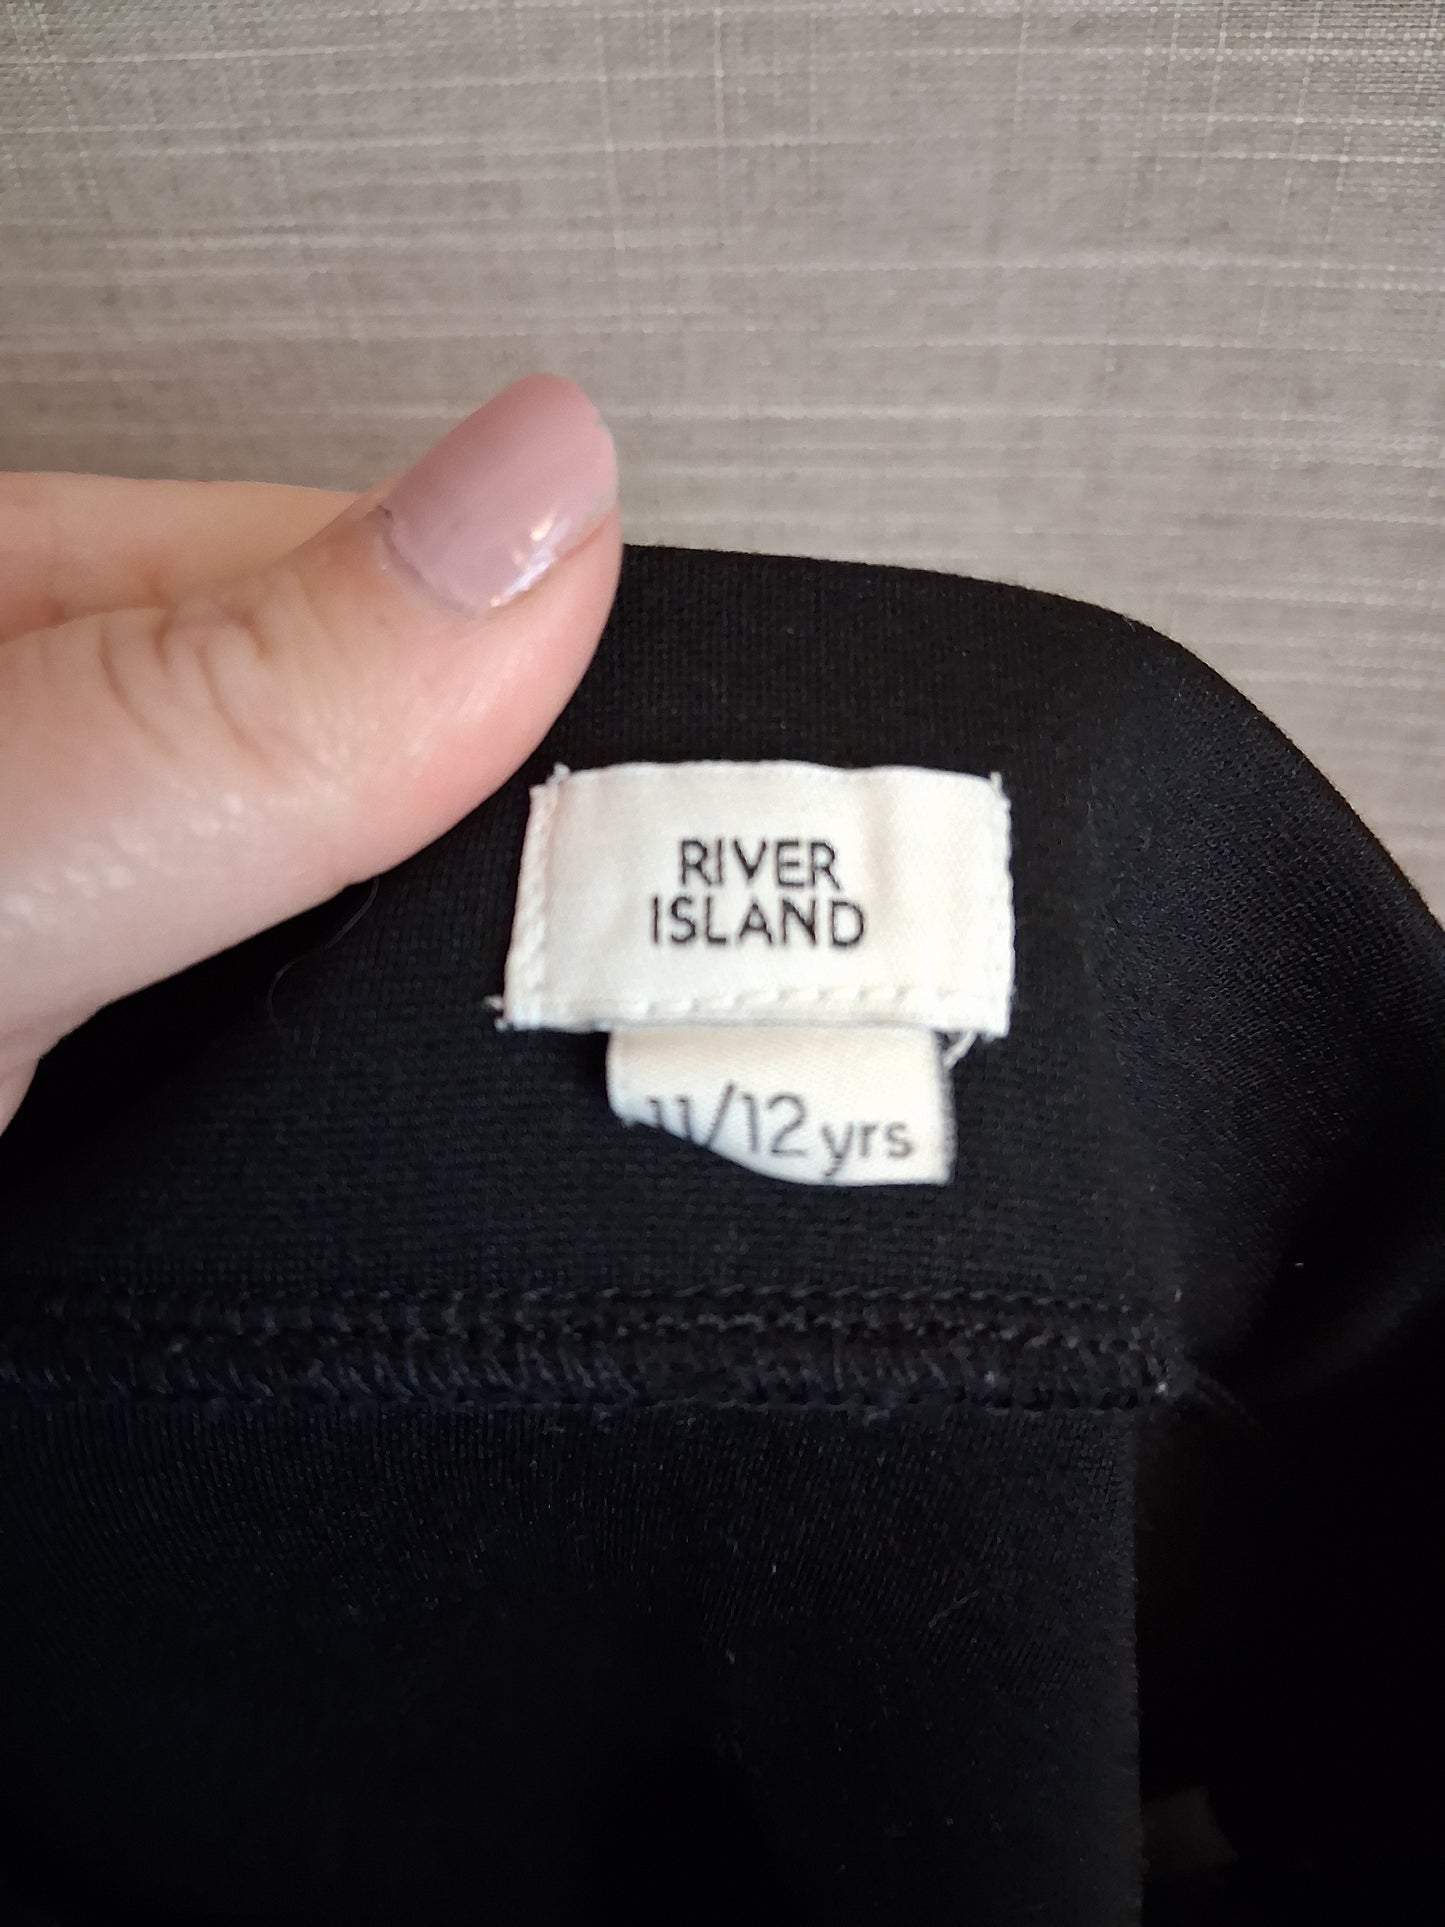 RIVER
ISLAND
11/12 yrs